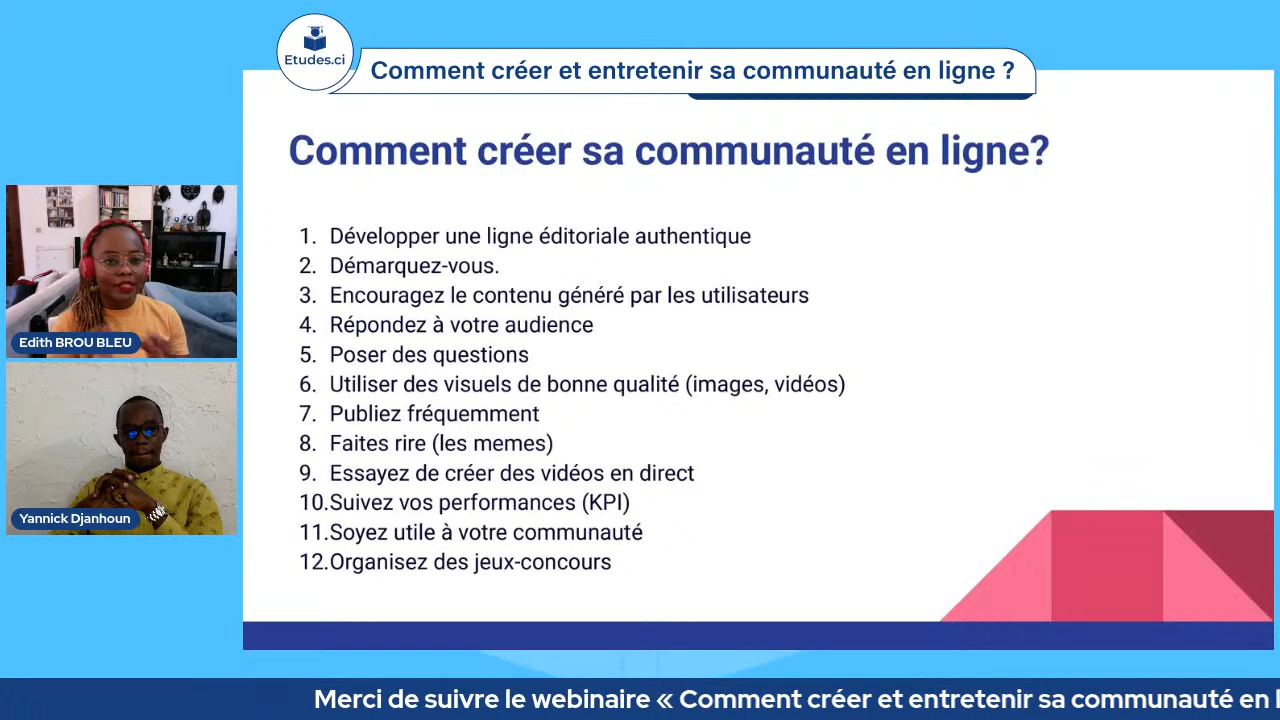 Etudes.ci
Comment créer et entretenir sa communauté en ligne ?
Comment créer sa communauté en ligne?
1. Développer une ligne éditoriale authentique
2. Démarquez-vous.
3. Encouragez le contenu généré par les utilisateurs
4. Répondez à votre audience
5. Poser des questions
6. Utiliser des visuels de bonne qualité (images, vidéos)
7. Publiez fréquemment
8. Faites rire (les memes)
9. Essayez de créer des vidéos en direct
10.Suivez vos performances (KPI)
11.Soyez utile à votre communauté
12.Organisez des jeux-concours
Edith BROU BLEU
Yannick Djanhoun
Merci de suivre le webinaire « Comment créer et entretenir sa communauté en l